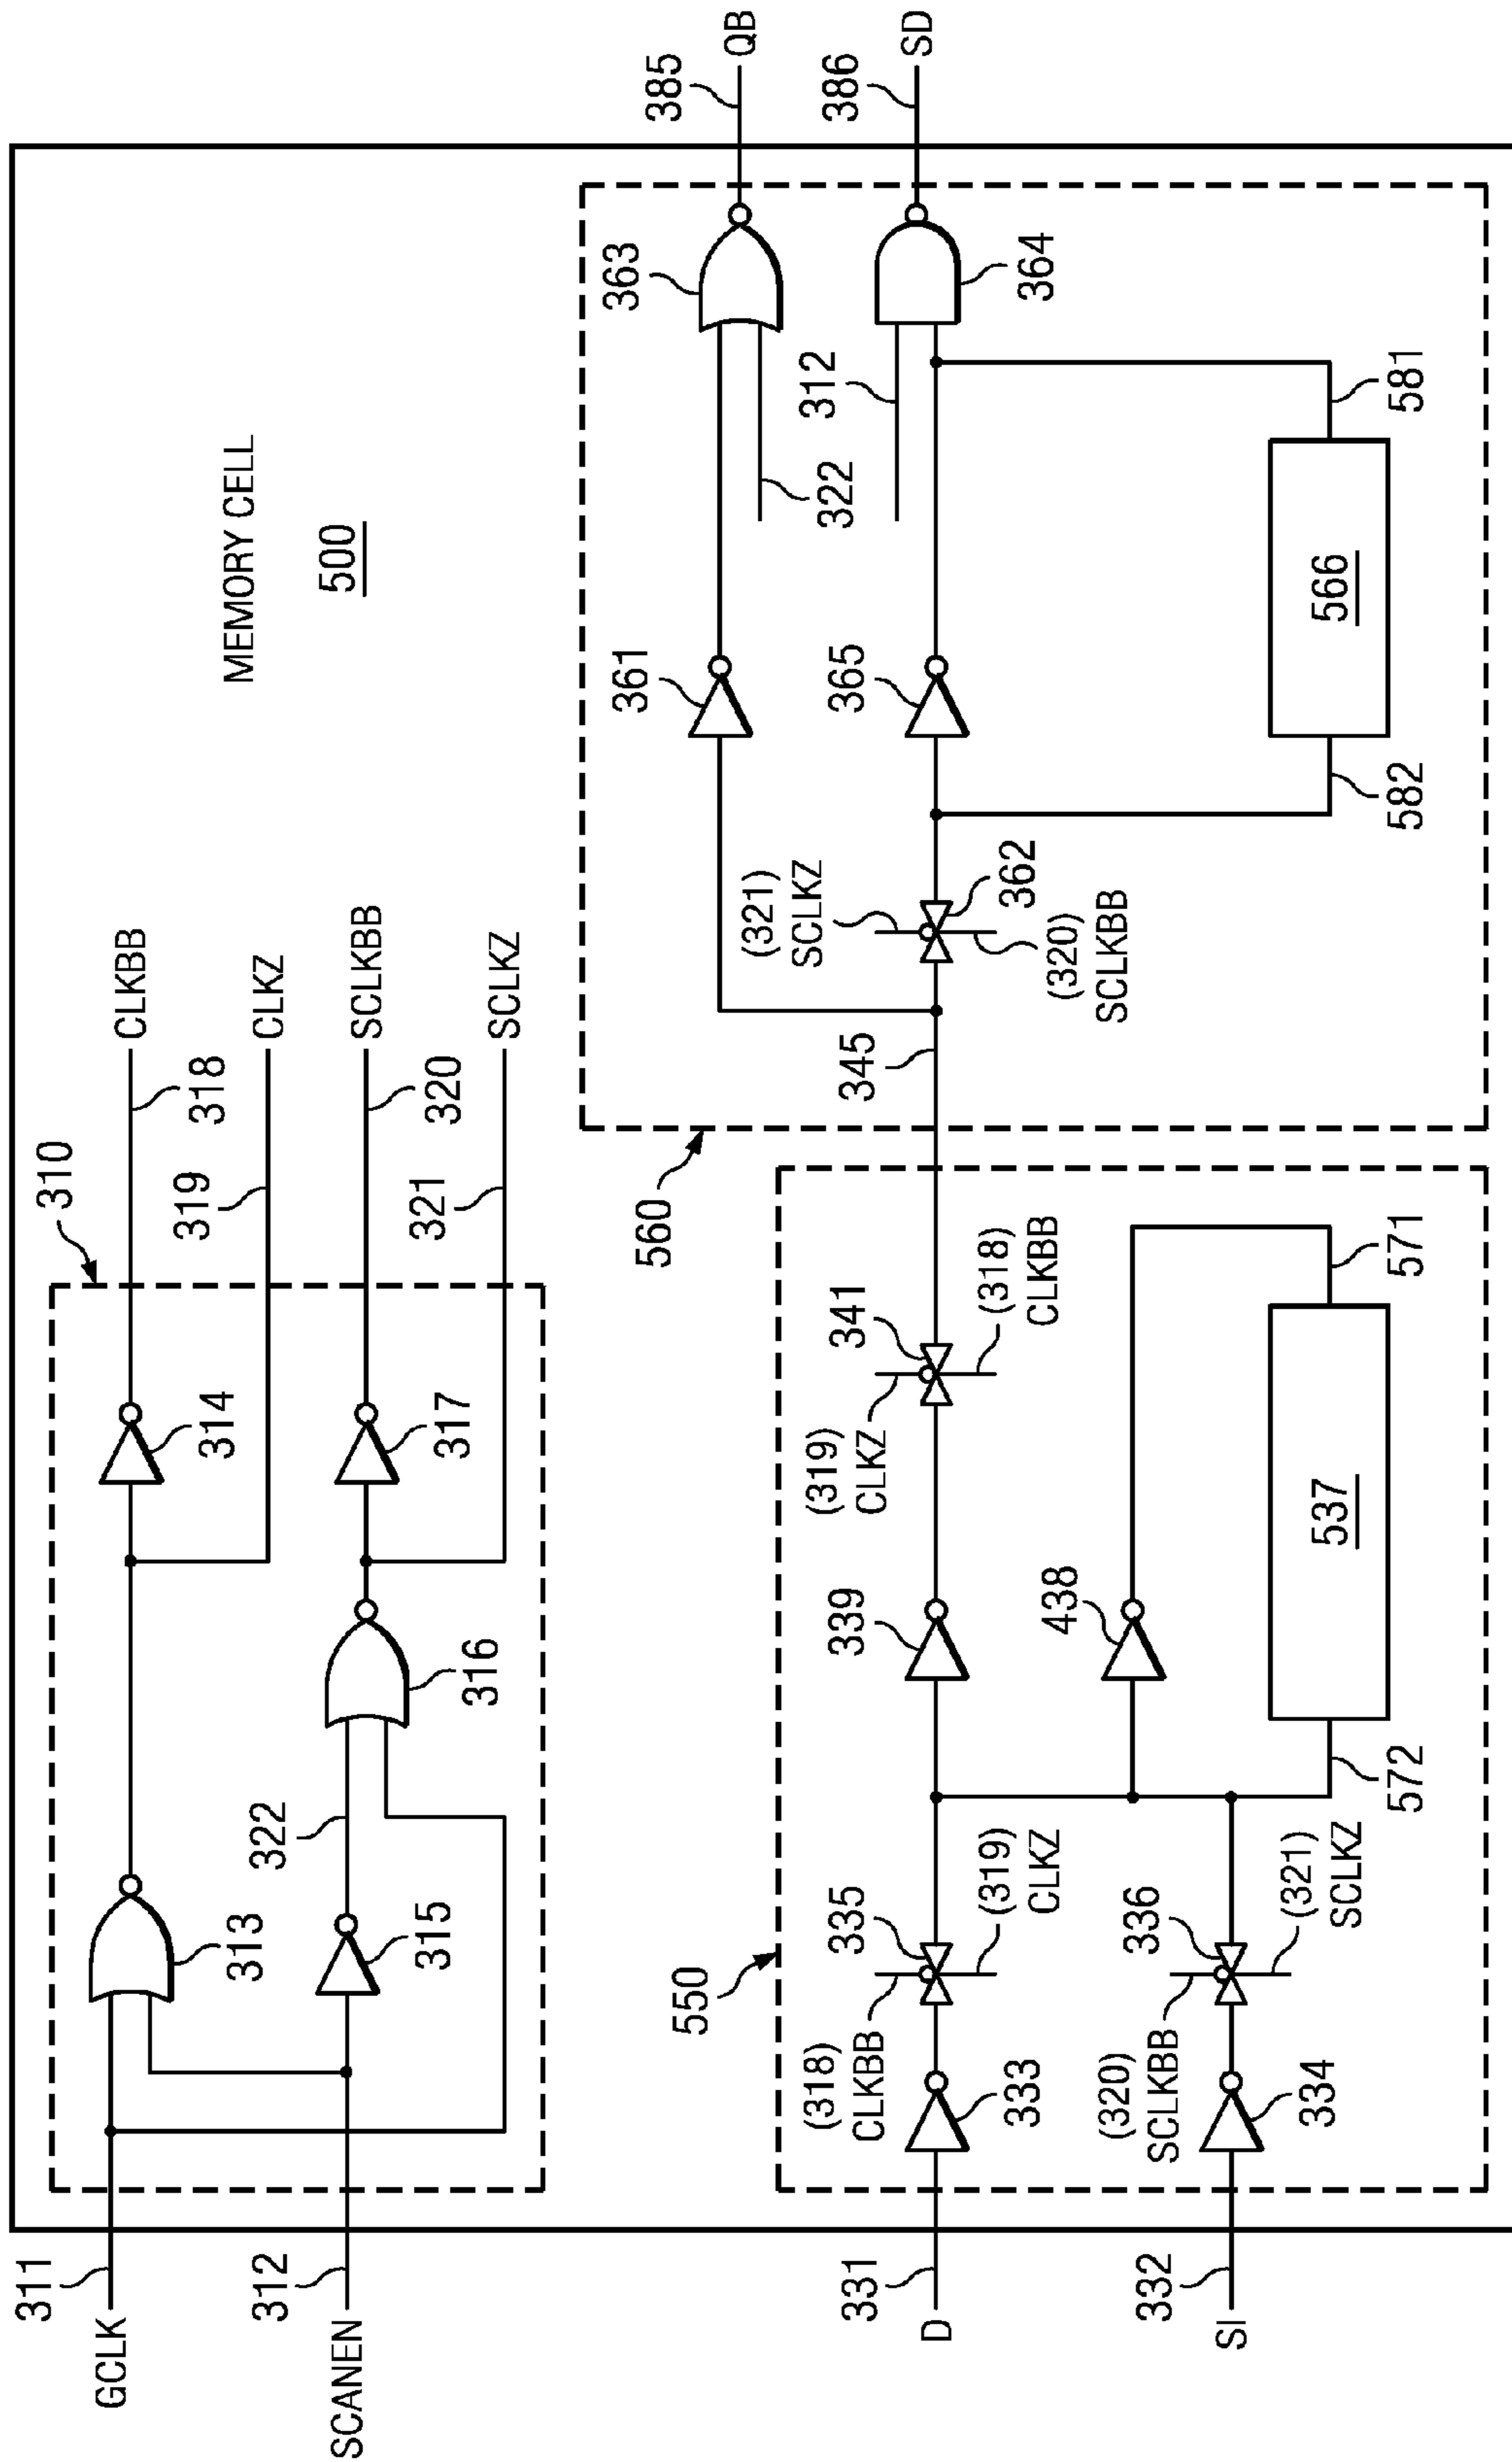 MEMORY CELL
500
310
311
GCLK
312
SCANEN
313
314
315
316
317
322
318
CLKBB
319
CLKZ
320
SCLKBB
321
SCLKZ
550
331
D
332
SI
333
334
(318)
CLKBB
335
(319)
CLKZ
(320)
SCLKBB
336
(321)
SCLKZ
339
438
(319)
CLKZ
341
(318)
CLKBB
572
537
571
560
345
(321)
SCLKZ
362
(320)
SCLKBB
361
365
322
312
363
364
582
566
581
385
QB
386
SD